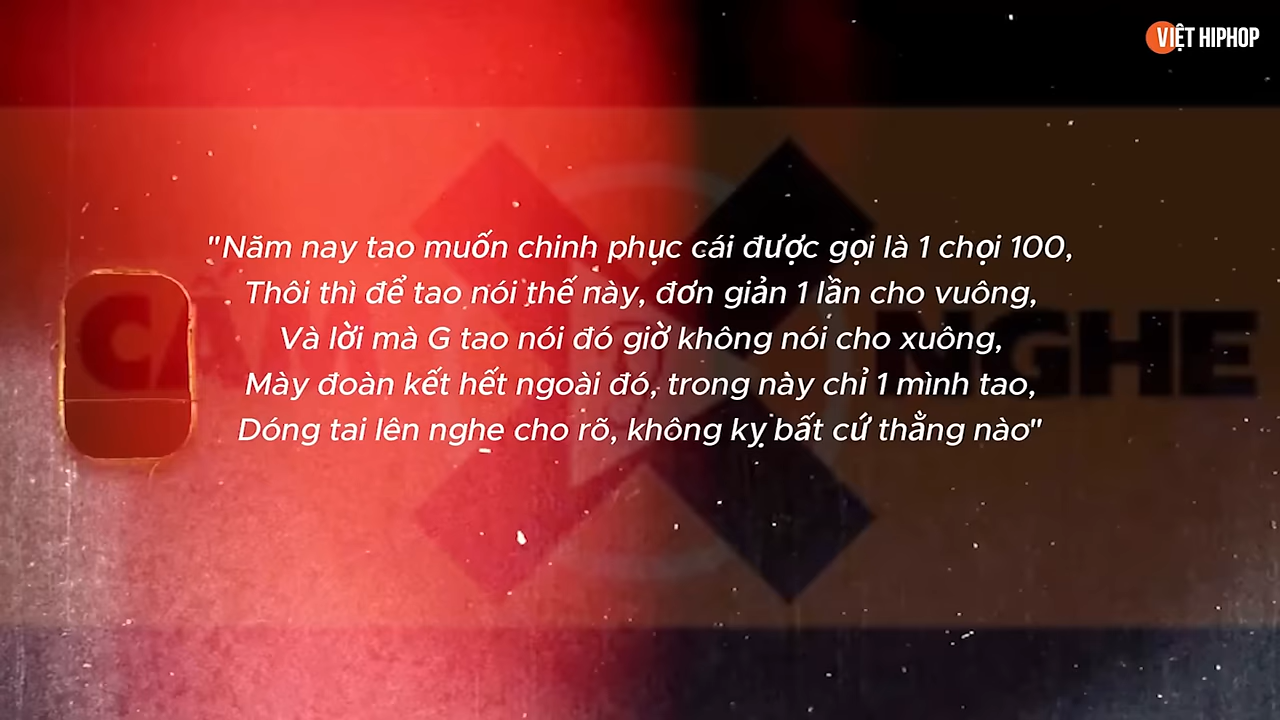 VIỆT HIPHOP
"Năm nay tao muốn chinh phục cái được gọi là 1 chọi 100,
Thôi thì để tao nói thế này, đơn giản 1 lần cho vuông,
Và lời mà G tao nói đó giờ không nói cho xuông,
Mày đoàn kết hết ngoài đó, trong này chỉ 1 mình tao,
Dóng tai lên nghe cho rõ, không kỵ bất cứ thằng nào"
NGHE